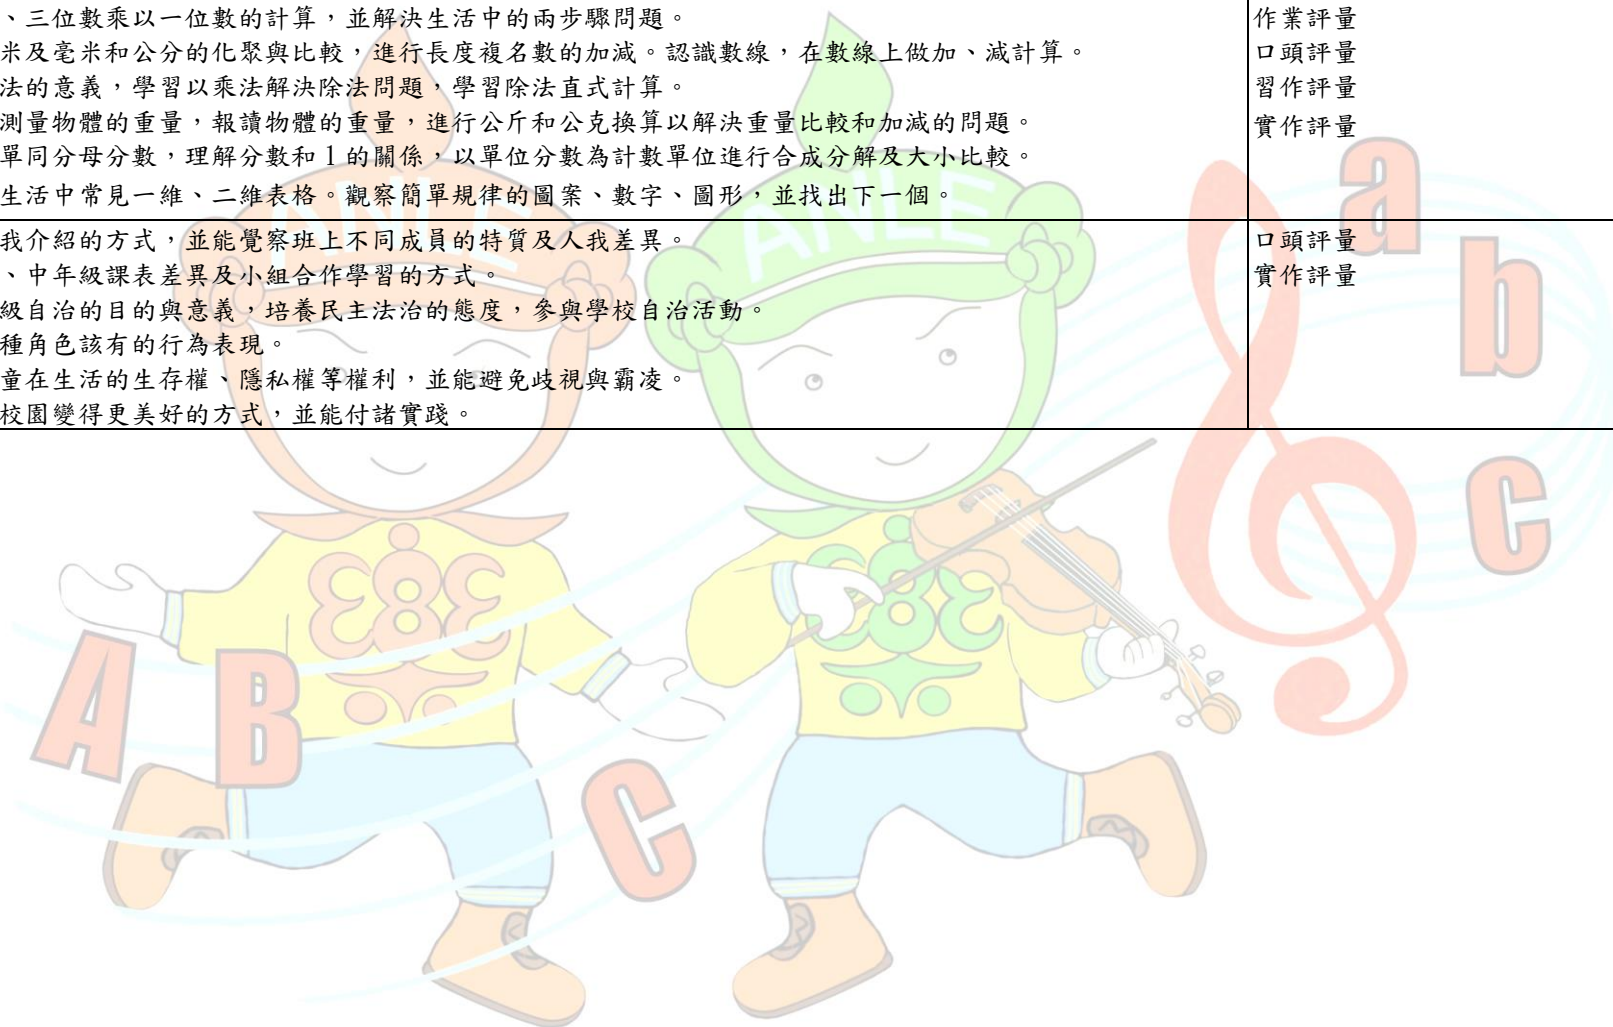 、三位數乘以一位數的計算，並解決生活中的兩步驟問題。
米及毫米和公分的化聚與比較，進行長度複名數的加減。認識數線，在數線上做加、減計算。
法的意義，學習以乘法解決除法問題，學習除法直式計算。
測量物體的重量，報讀物體的重量，進行公斤和公克換算以解決重量比較和加減的問題。
單同分母分數，理解分數和 1 的關係，以單位分數為計數單位進行合成分解及大小比較。
生活中常見一維、二維表格。觀察簡單規律的圖案、數字、圖形，並找出下一個。
作業評量
口頭評量
習作評量
實作評量
我介紹的方式，並能覺察班上不同成員的特質及人我差異。
、中年級課表差異及小組合作學習的方式。
級自治的目的與意義，培養民主法治的態度，參與學校自治活動。
種角色該有的行為表現。
童在生活的生存權、隱私權等權利，並能避免歧視與霸凌。
校園變得更美好的方式，並能付諸實踐。
口頭評量
實作評量
ANLE
ANLE
a
b
c
A
B
C